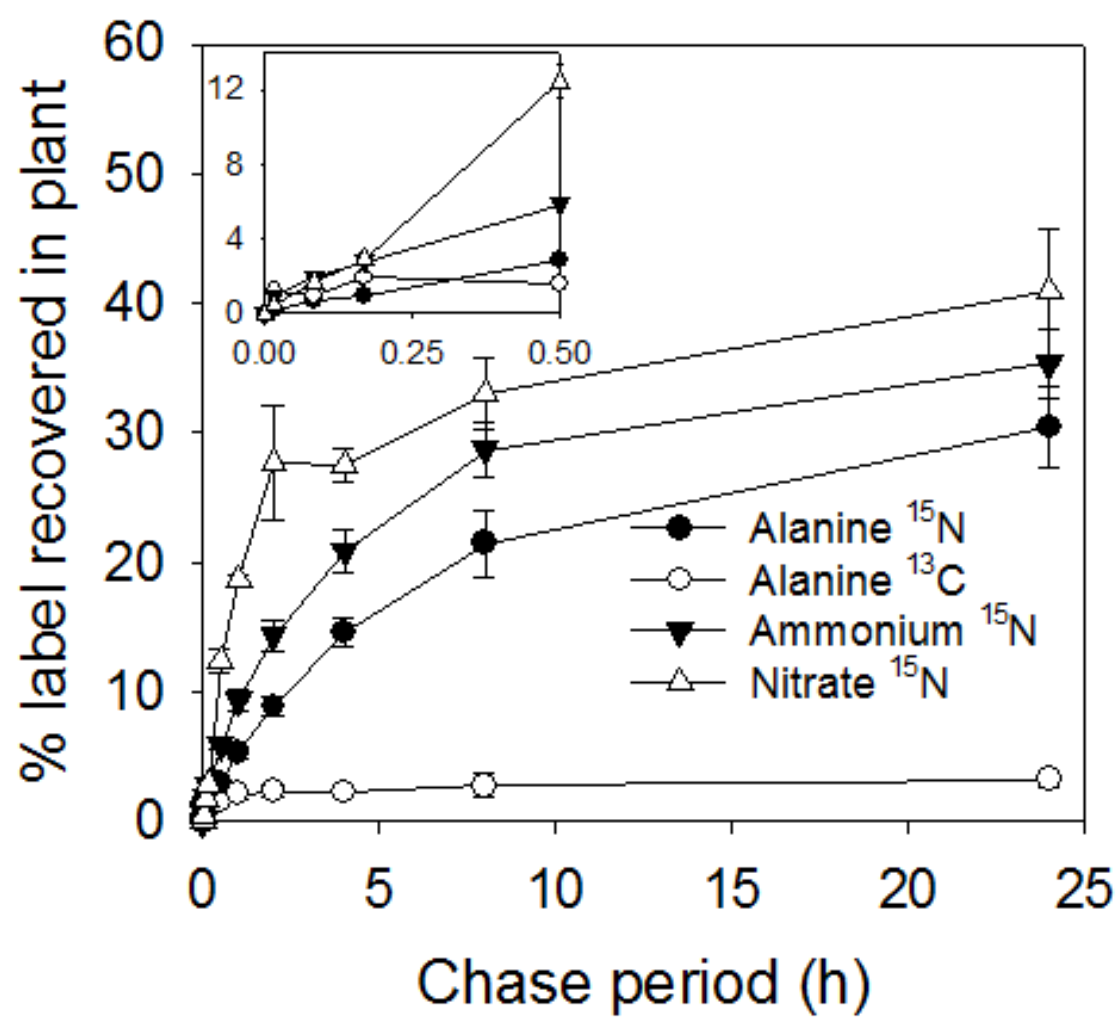 % label recovered in plant
60
50
40
30
20
10
0
12
8
4
0
0.00 0.25 0.50
Alanine ¹⁵N
Alanine ¹³C
Ammonium ¹⁵N
Nitrate ¹⁵N
0 5 10 15 20 25
Chase period (h)